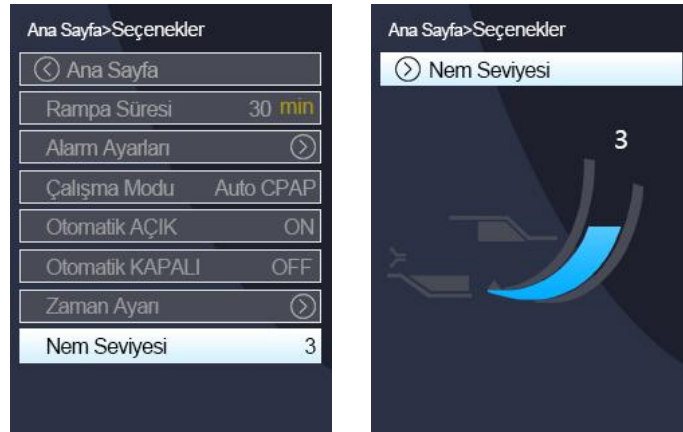 Ana Sayfa>Seçenekler
Ana Sayfa
Rampa Süresi 30 min
Alarm Ayarları
Çalışma Modu Auto CPAP
Otomatik AÇIK ON
Otomatik KAPALI OFF
Zaman Ayarı
Nem Seviyesi 3
Ana Sayfa>Seçenekler
Nem Seviyesi
3